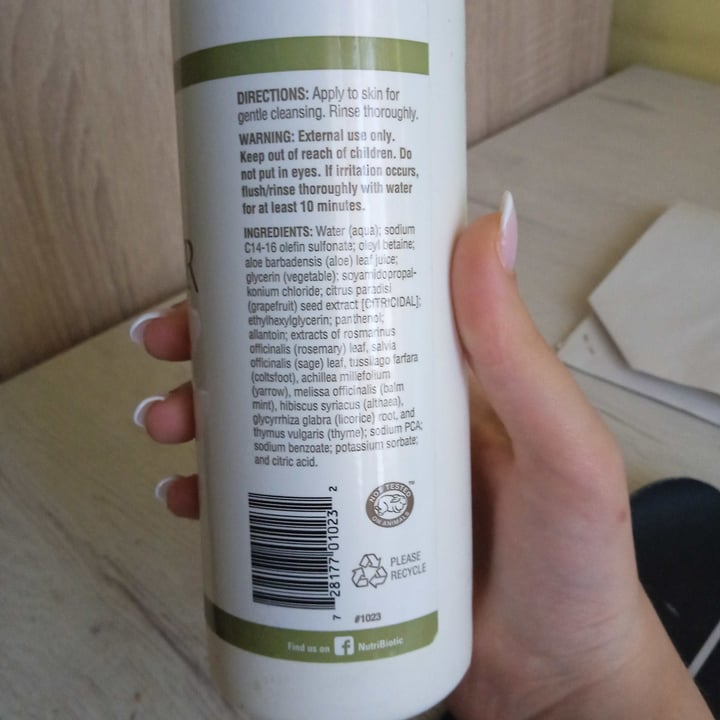 DIRECTIONS: Apply to skin for
gentle cleansing. Rinse thoroughly.
WARNING: External use only.
Keep out of reach of children. Do
not put in eyes. If irritation occurs,
flush/rinse thoroughly with water
for at least 10 minutes.
INGREDIENTS: Water (aqua); sodium
C14-16 olefin sulfonate; oleyl betaine;
aloe barbadensis (aloe) leaf juice;
glycerin (vegetable); soyamidopropal-
konium chloride; citrus paradisi
(grapefruit) seed extract [CITRICIDAL];
ethylhexylglycerin; panthenol;
allantoin; extracts of rosmarinus
officinalis (rosemary) leaf, salvia
officinalis (sage) leaf, tussilago farfara
(coltsfoot), achillea millefolium
(yarrow), melissa officinalis (balm
mint), hibiscus syriacus (althaea),
glycyrrhiza glabra (licorice) root, and
thymus vulgaris (thyme); sodium PCA;
sodium benzoate; potassium sorbate;
and citric acid.
R
7 28177 01023 2
NOT TESTED
ON ANIMALS
TM
PLEASE
RECYCLE
#1023
Find us on f NutriBiotic